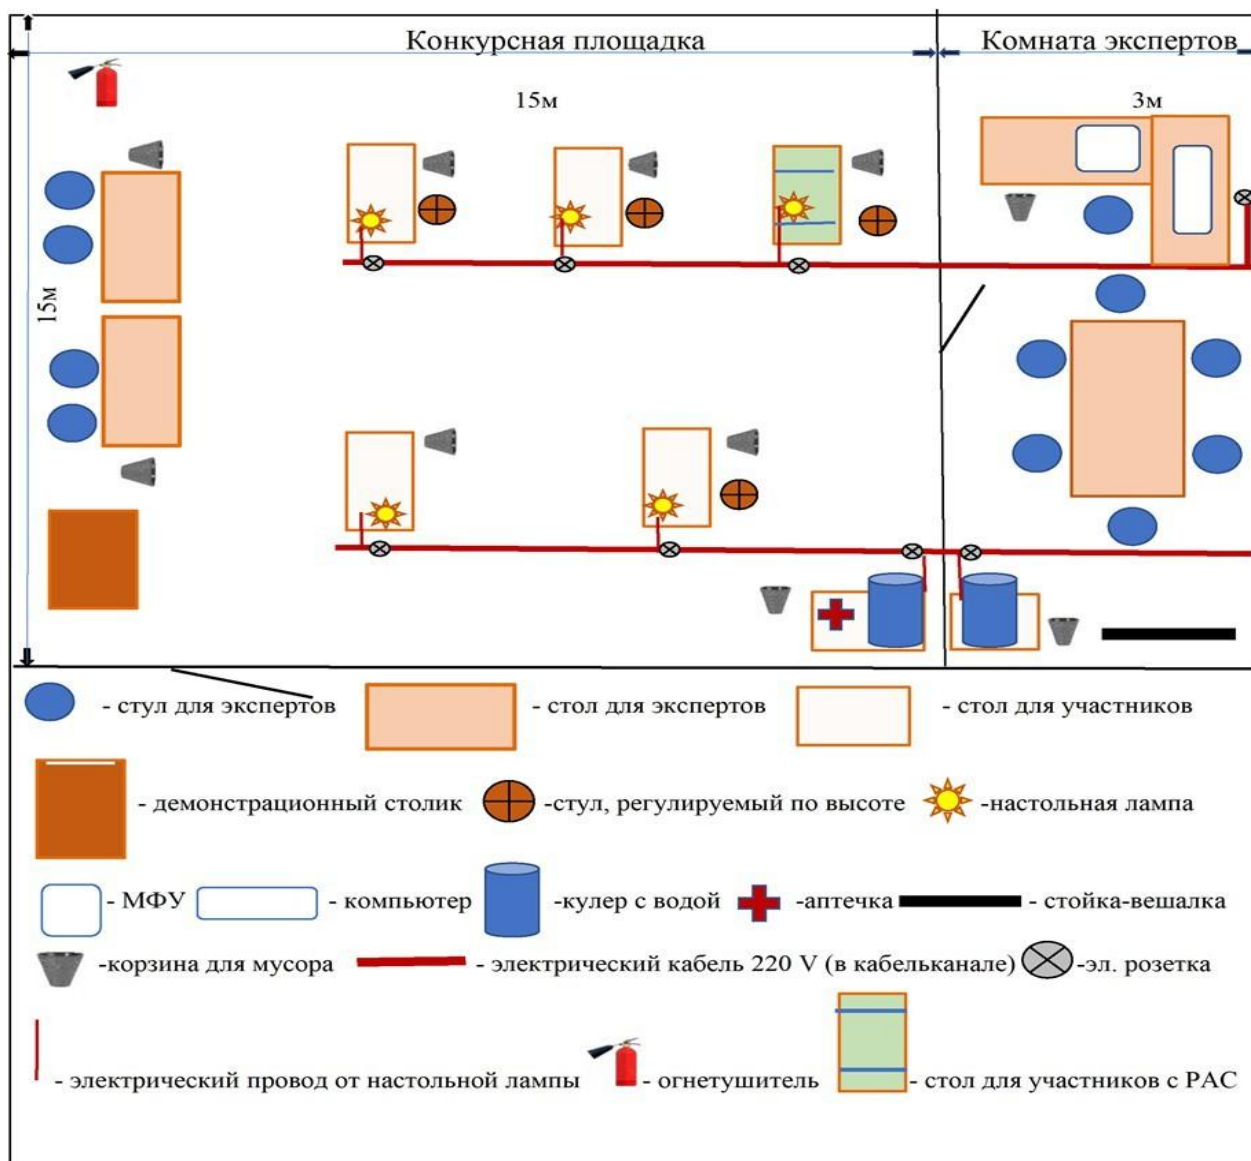 Конкурсная площадка
Комната экспертов
15м
3м
15м
- стул для экспертов
- стол для экспертов
- стол для участников
- демонстрационный столик
-стул, регулируемый по высоте
-настольная лампа
- МФУ
- компьютер
-кулер с водой
-аптечка
- стойка-вешалка
-корзина для мусора
- электрический кабель 220 V (в кабельканале)
-эл. розетка
- электрический провод от настольной лампы
- огнетушитель
- стол для участников с РАС